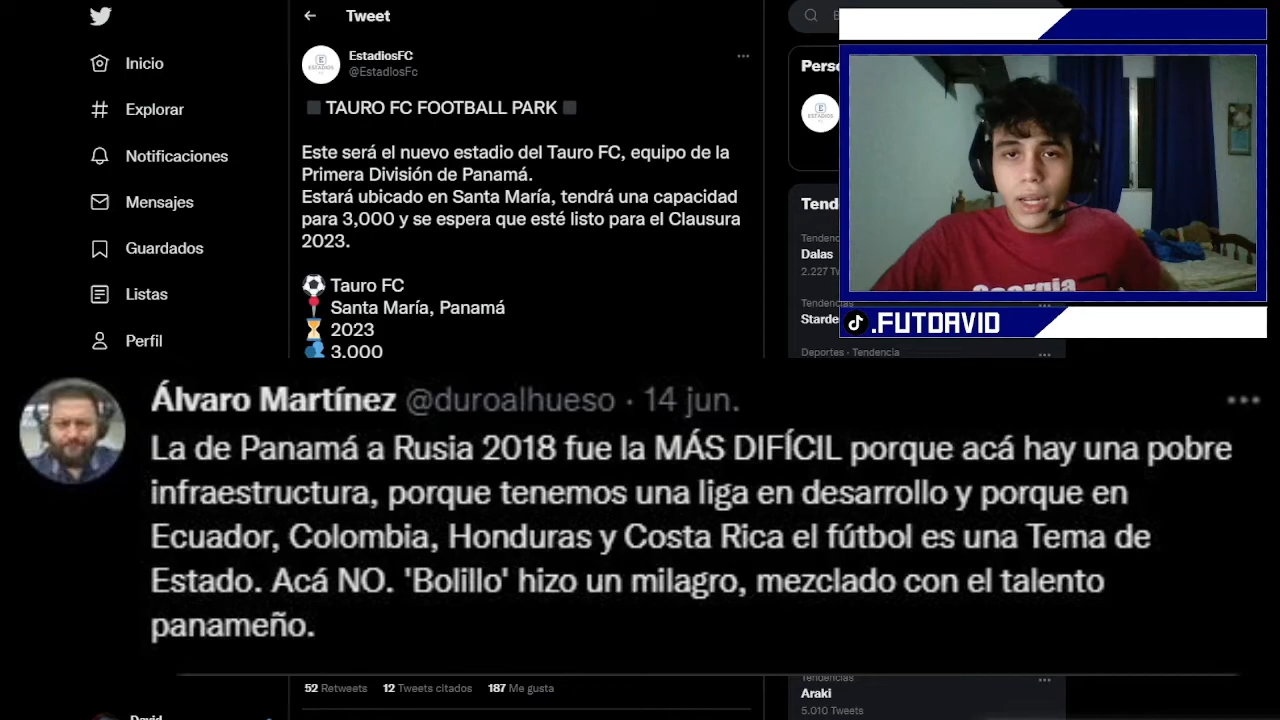 Tweet
Inicio
Explorar
Notificaciones
Mensajes
Guardados
Listas
Perfil
EstadiosFC
@EstadiosFc
TAURO FC FOOTBALL PARK
Este será el nuevo estadio del Tauro FC, equipo de la
Primera División de Panamá.
Estará ubicado en Santa María, tendrá una capacidad
para 3,000 y se espera que esté listo para el Clausura
2023.
Tauro FC
Santa María, Panamá
2023
3.000
Dalas
2.227
Deportes · Tendencia
.FUTDAVID
Georgia
Álvaro Martínez @duroalhueso · 14 jun.
La de Panamá a Rusia 2018 fue la MÁS DIFÍCIL porque acá hay una pobre
infraestructura, porque tenemos una liga en desarrollo y porque en
Ecuador, Colombia, Honduras y Costa Rica el fútbol es una Tema de
Estado. Acá NO. 'Bolillo' hizo un milagro, mezclado con el talento
panameño.
52 Retweets 12 Tweets citados 187 Me gusta
Tendencias
Araki
5.010 Tweets
David